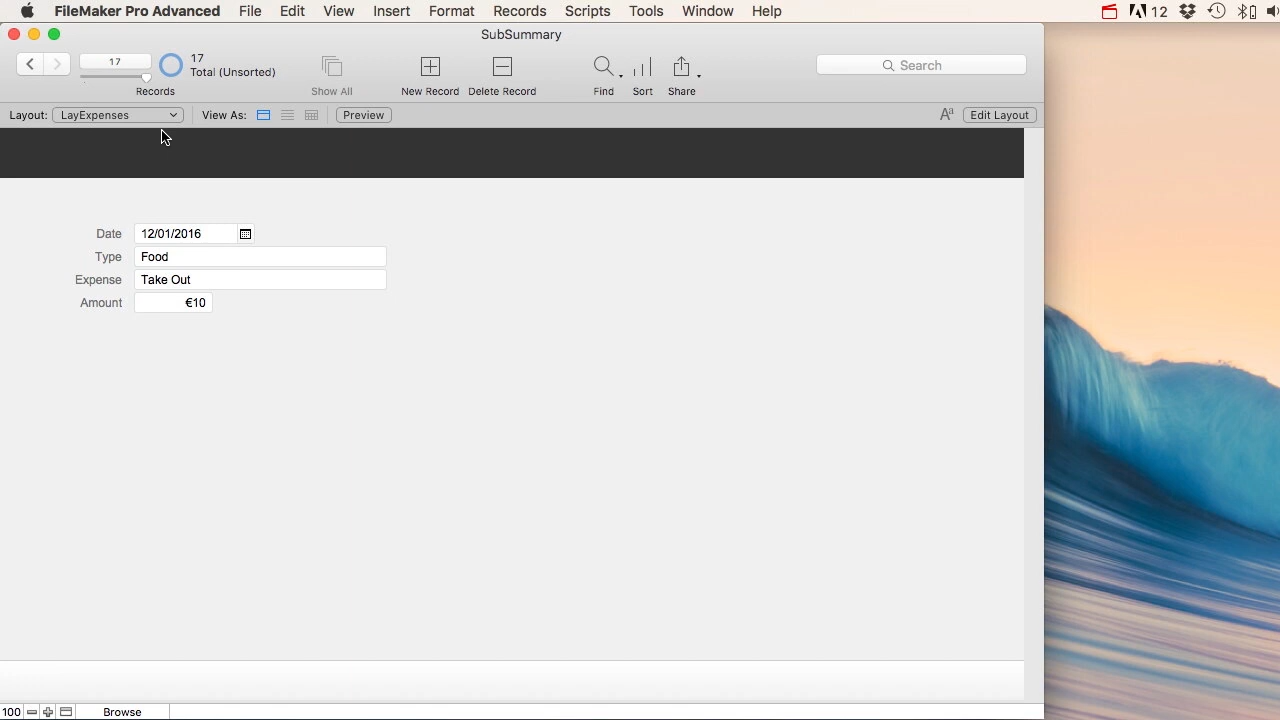 FileMaker Pro Advanced File Edit View Insert Format Records Scripts Tools Window Help 12
SubSummary
17 17 Total (Unsorted) Search
Records Show All New Record Delete Record Find Sort Share
Layout: LayExpenses View As: Preview Aa Edit Layout
Date 12/01/2016
Type Food
Expense Take Out
Amount €10
100 Browse